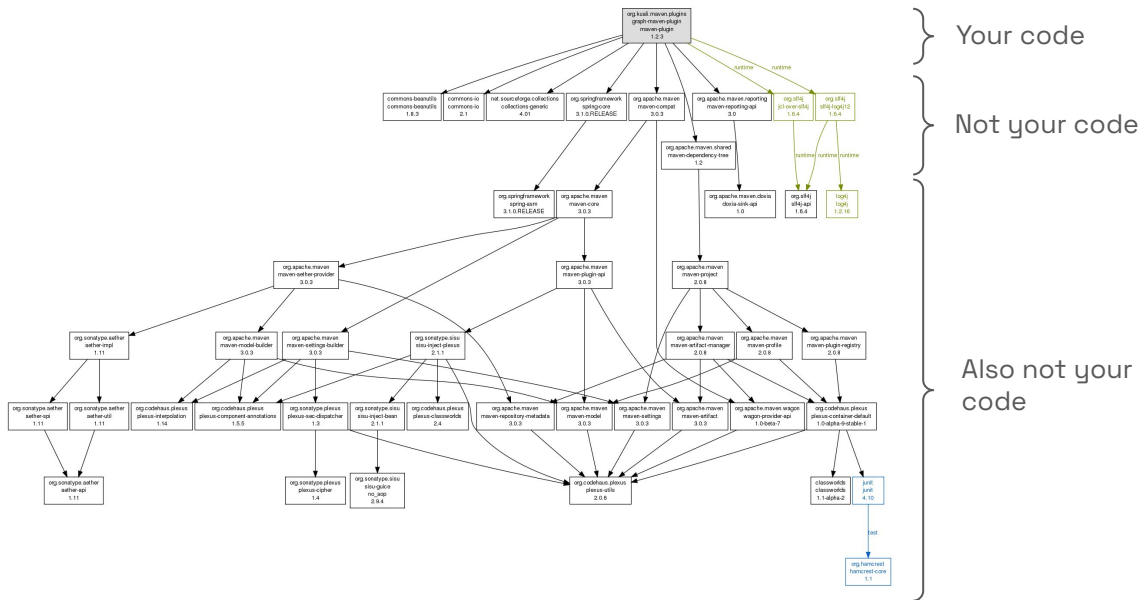 org.kuali.maven.plugins
graph-maven-plugin
maven-plugin
1.2.3
Your code
runtime
runtime
commons-beanutils
commons-beanutils
1.8.3
commons-io
commons-io
2.1
net.sourceforge.collections
collections-generic
4.01
org.springframework
spring-core
3.1.0.RELEASE
org.apache.maven
maven-compat
3.0.3
org.apache.maven.reporting
maven-reporting-api
3.0
org.slf4j
jcl-over-slf4j
1.6.4
org.slf4j
slf4j-log4j12
1.6.4
Not your code
org.apache.maven.shared
maven-dependency-tree
1.2
runtime
runtime
runtime
org.springframework
spring-asm
3.1.0.RELEASE
org.apache.maven
maven-core
3.0.3
org.apache.maven.doxia
doxia-sink-api
1.0
org.slf4j
slf4j-api
1.6.4
log4j
log4j
1.2.16
org.apache.maven
maven-aether-provider
3.0.3
org.apache.maven
maven-plugin-api
3.0.3
org.apache.maven
maven-project
2.0.8
org.sonatype.aether
aether-impl
1.11
org.apache.maven
maven-model-builder
3.0.3
org.apache.maven
maven-settings-builder
3.0.3
org.sonatype.sisu
sisu-inject-plexus
2.1.1
org.apache.maven
maven-artifact-manager
2.0.8
org.apache.maven
maven-profile
2.0.8
org.apache.maven
maven-plugin-registry
2.0.8
Also not your
code
org.sonatype.aether
aether-spi
1.11
org.sonatype.aether
aether-util
1.11
org.codehaus.plexus
plexus-interpolation
1.14
org.codehaus.plexus
plexus-component-annotations
1.5.5
org.sonatype.plexus
plexus-sec-dispatcher
1.3
org.sonatype.sisu
sisu-inject-bean
2.1.1
org.codehaus.plexus
plexus-classworlds
2.4
org.apache.maven
maven-repository-metadata
3.0.3
org.apache.maven
maven-model
3.0.3
org.apache.maven
maven-settings
3.0.3
org.apache.maven
maven-artifact
3.0.3
org.apache.maven.wagon
wagon-provider-api
1.0-beta-7
org.codehaus.plexus
plexus-container-default
1.0-alpha-9-stable-1
org.sonatype.aether
aether-api
1.11
org.sonatype.plexus
plexus-cipher
1.4
org.sonatype.sisu
sisu-guice
no_aop
2.9.4
org.codehaus.plexus
plexus-utils
2.0.6
classworlds
classworlds
1.1-alpha-2
junit
junit
4.10
test
org.hamcrest
hamcrest-core
1.1